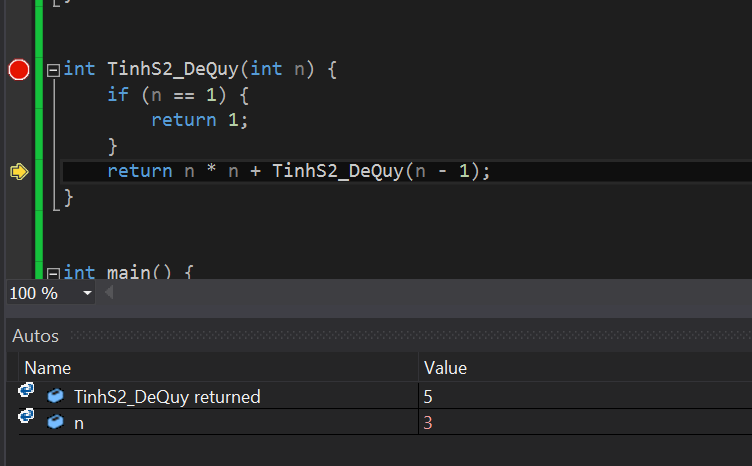 }
int TinhS2_DeQuy(int n) {
if (n == 1) {
return 1;
}
return n * n + TinhS2_DeQuy(n - 1);
}
int main() {
100 %
Autos
Name Value
TinhS2_DeQuy returned 5
n 3